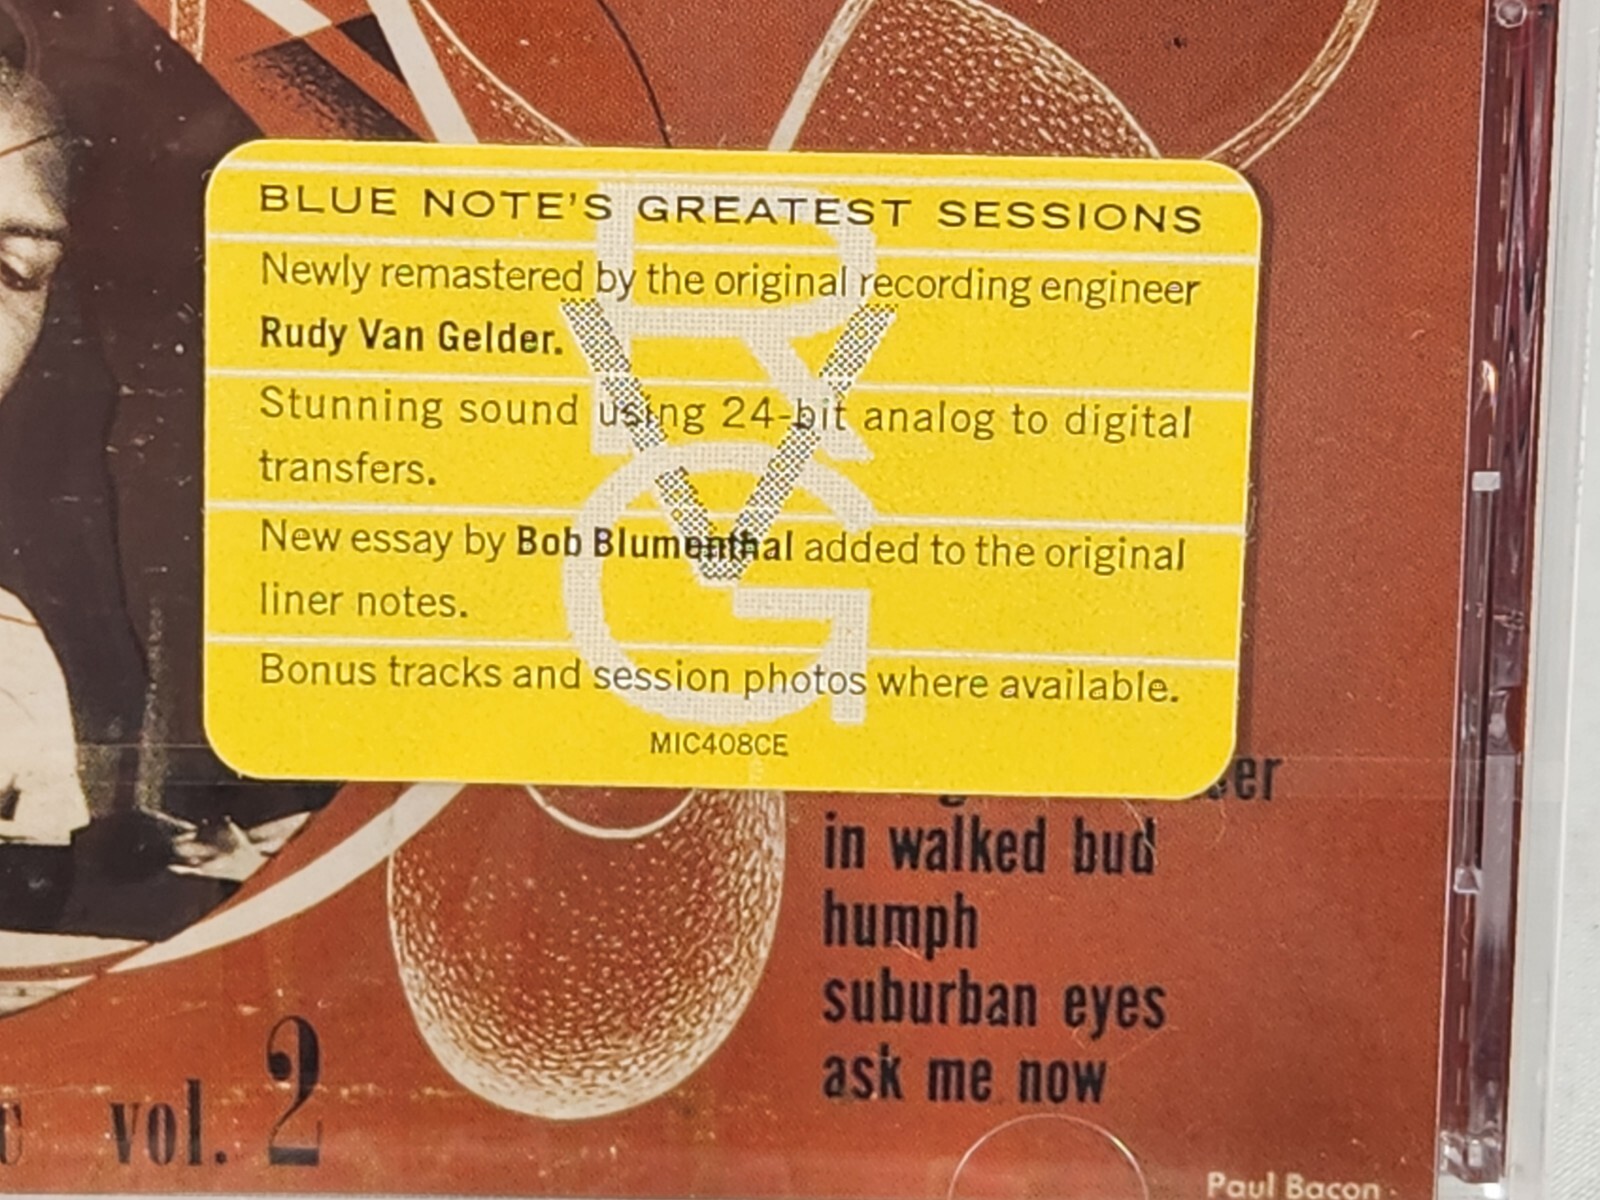 BLUE NOTE'S GREATEST SESSIONS
Newly remastered by the original recording engineer
Rudy Van Gelder.
Stunning sound using 24-bit analog to digital
transfers.
New essay by Bob Blumenthal added to the original
liner notes.
Bonus tracks and session photos where available.
MIC408CE
RVG
in walked bud
humph
suburban eyes
ask me now
vol. 2
Paul Bacon